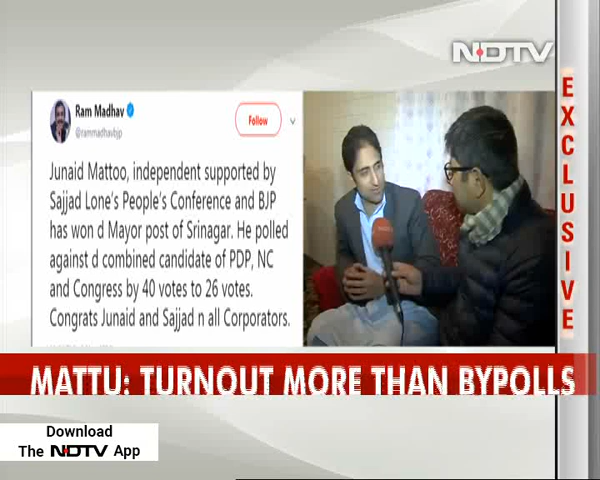 NDTV
EXCLUSIVE
Ram Madhav
@rammadhavbjp
Follow
Junaid Mattoo, independent supported by
Sajjad Lone's People's Conference and BJP
has won d Mayor post of Srinagar. He polled
against d combined candidate of PDP, NC
and Congress by 40 votes to 26 votes.
Congrats Junaid and Sajjad n all Corporators.
MATTU: TURNOUT MORE THAN BYPOLLS
Download
The NDTV App